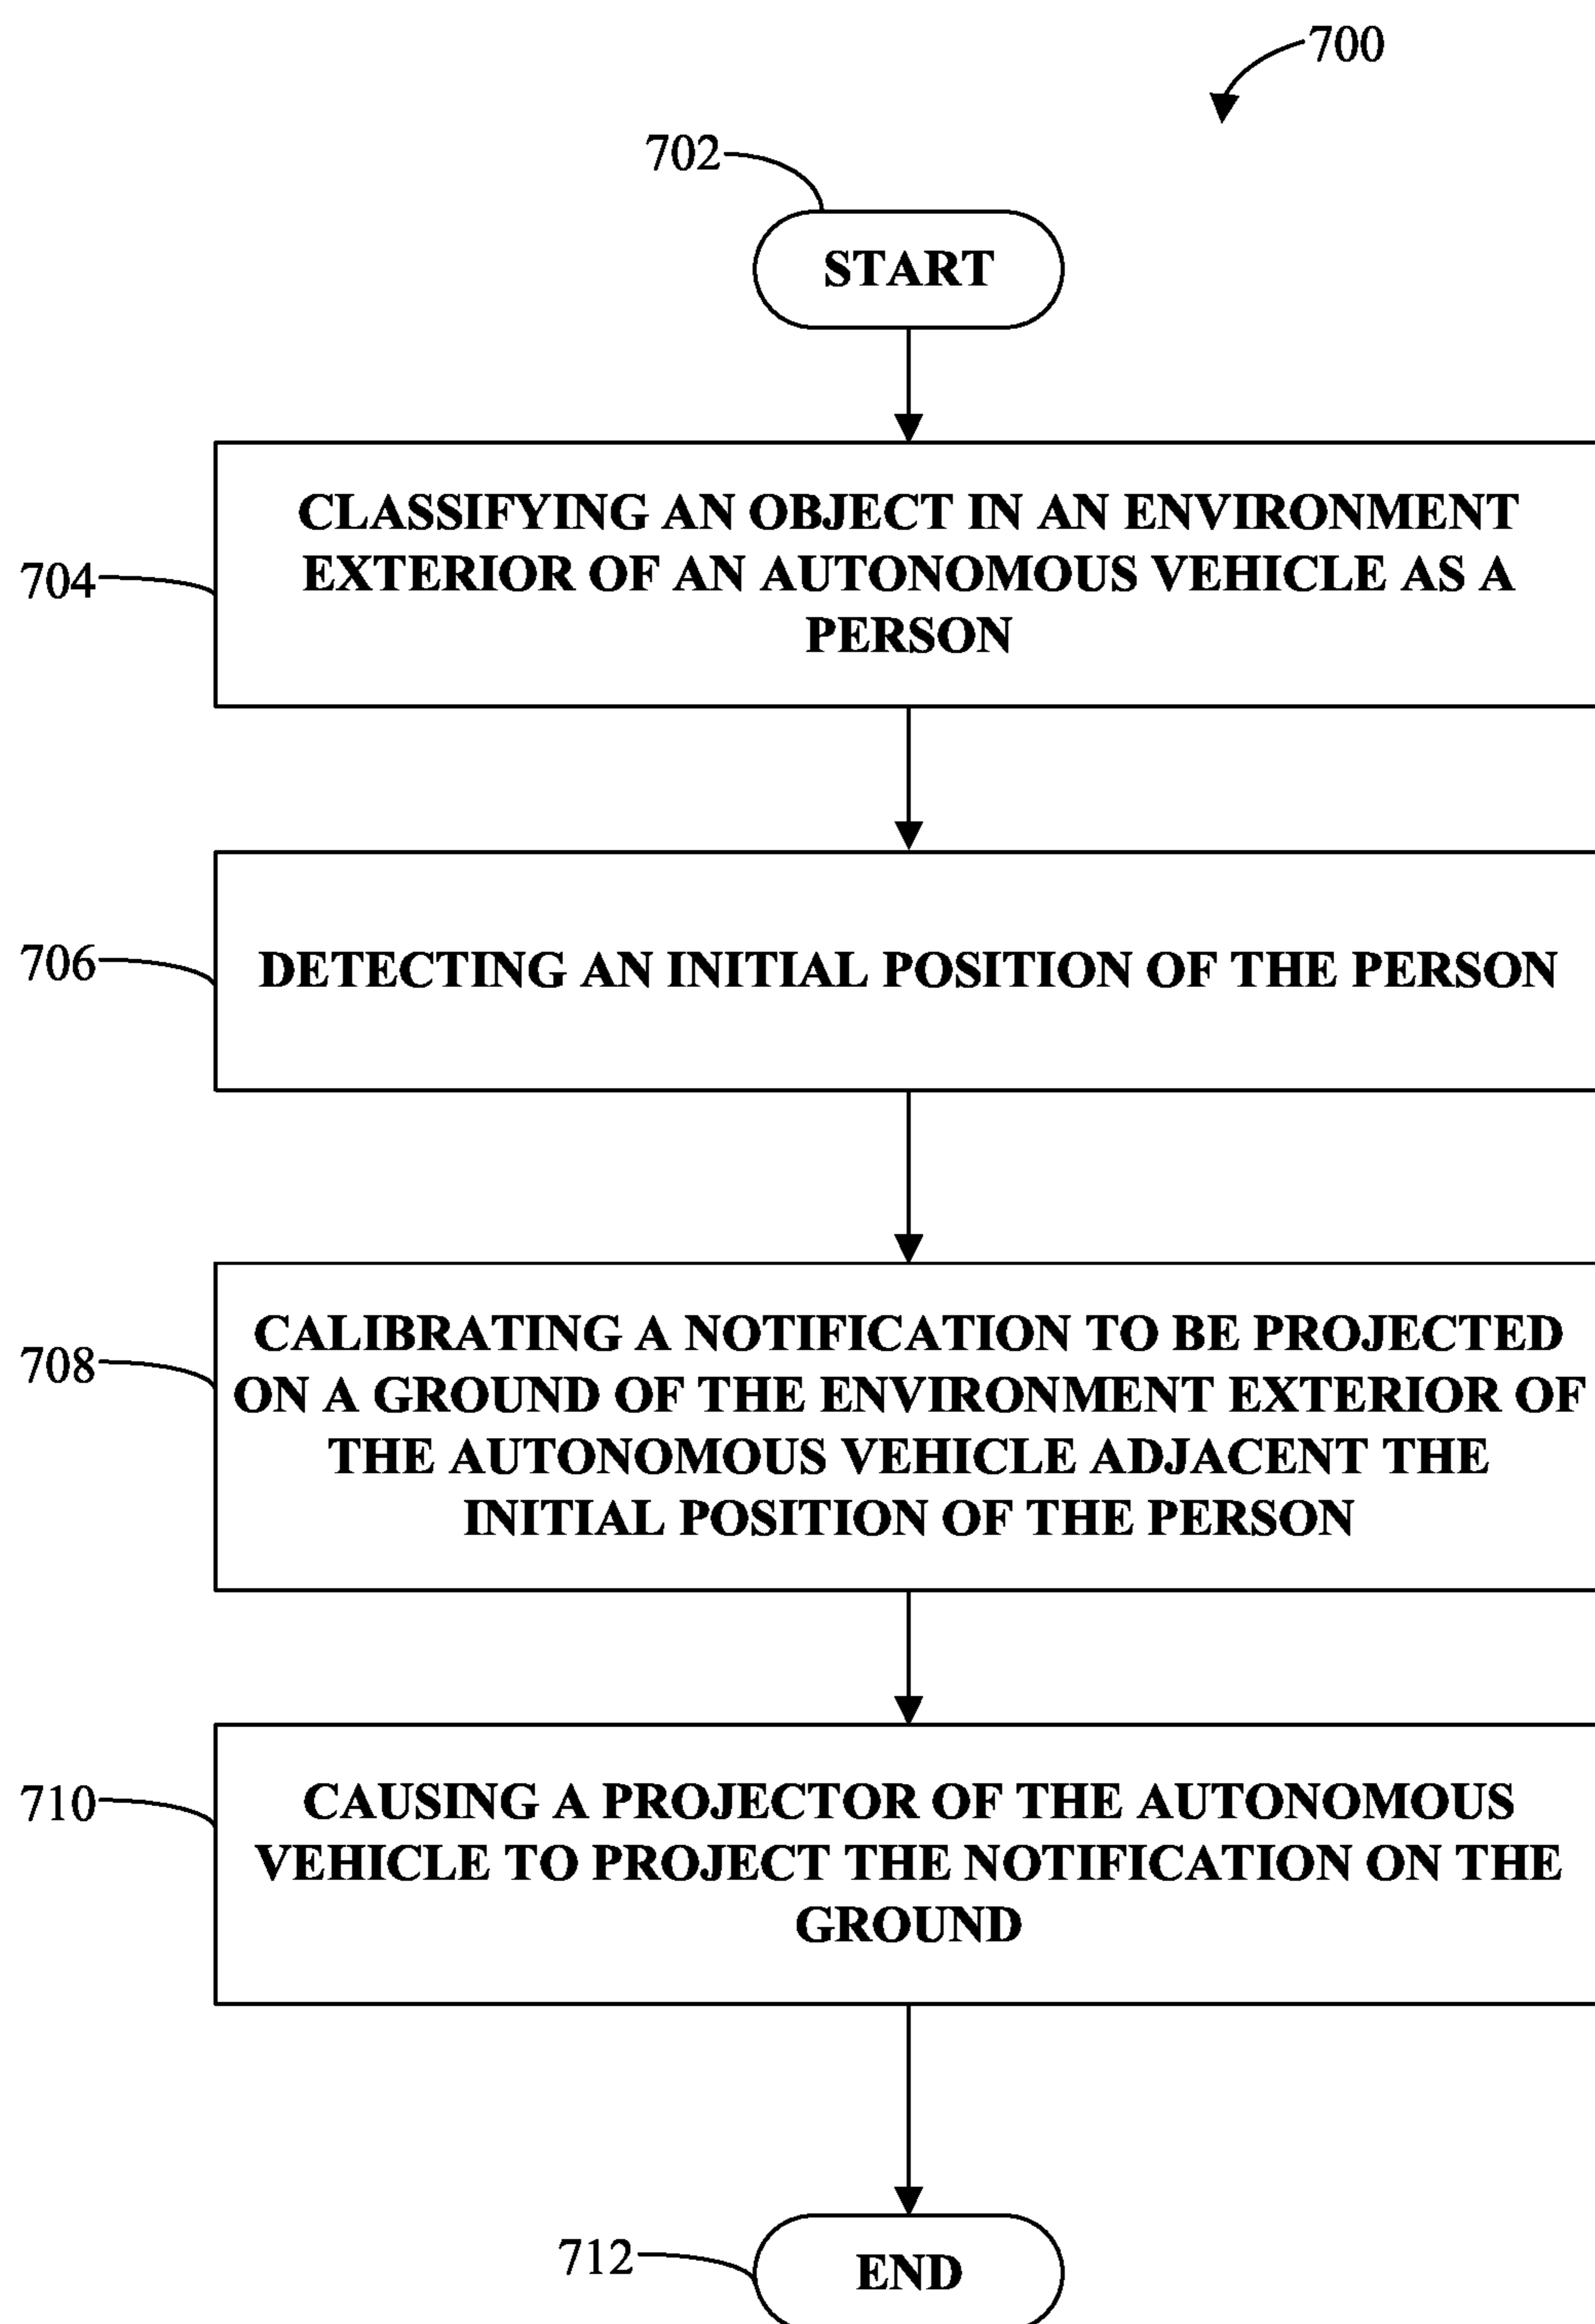 700
702
START
704
CLASSIFYING AN OBJECT IN AN ENVIRONMENT
EXTERIOR OF AN AUTONOMOUS VEHICLE AS A
PERSON
706
DETECTING AN INITIAL POSITION OF THE PERSON
708
CALIBRATING A NOTIFICATION TO BE PROJECTED
ON A GROUND OF THE ENVIRONMENT EXTERIOR OF
THE AUTONOMOUS VEHICLE ADJACENT THE
INITIAL POSITION OF THE PERSON
710
CAUSING A PROJECTOR OF THE AUTONOMOUS
VEHICLE TO PROJECT THE NOTIFICATION ON THE
GROUND
712
END